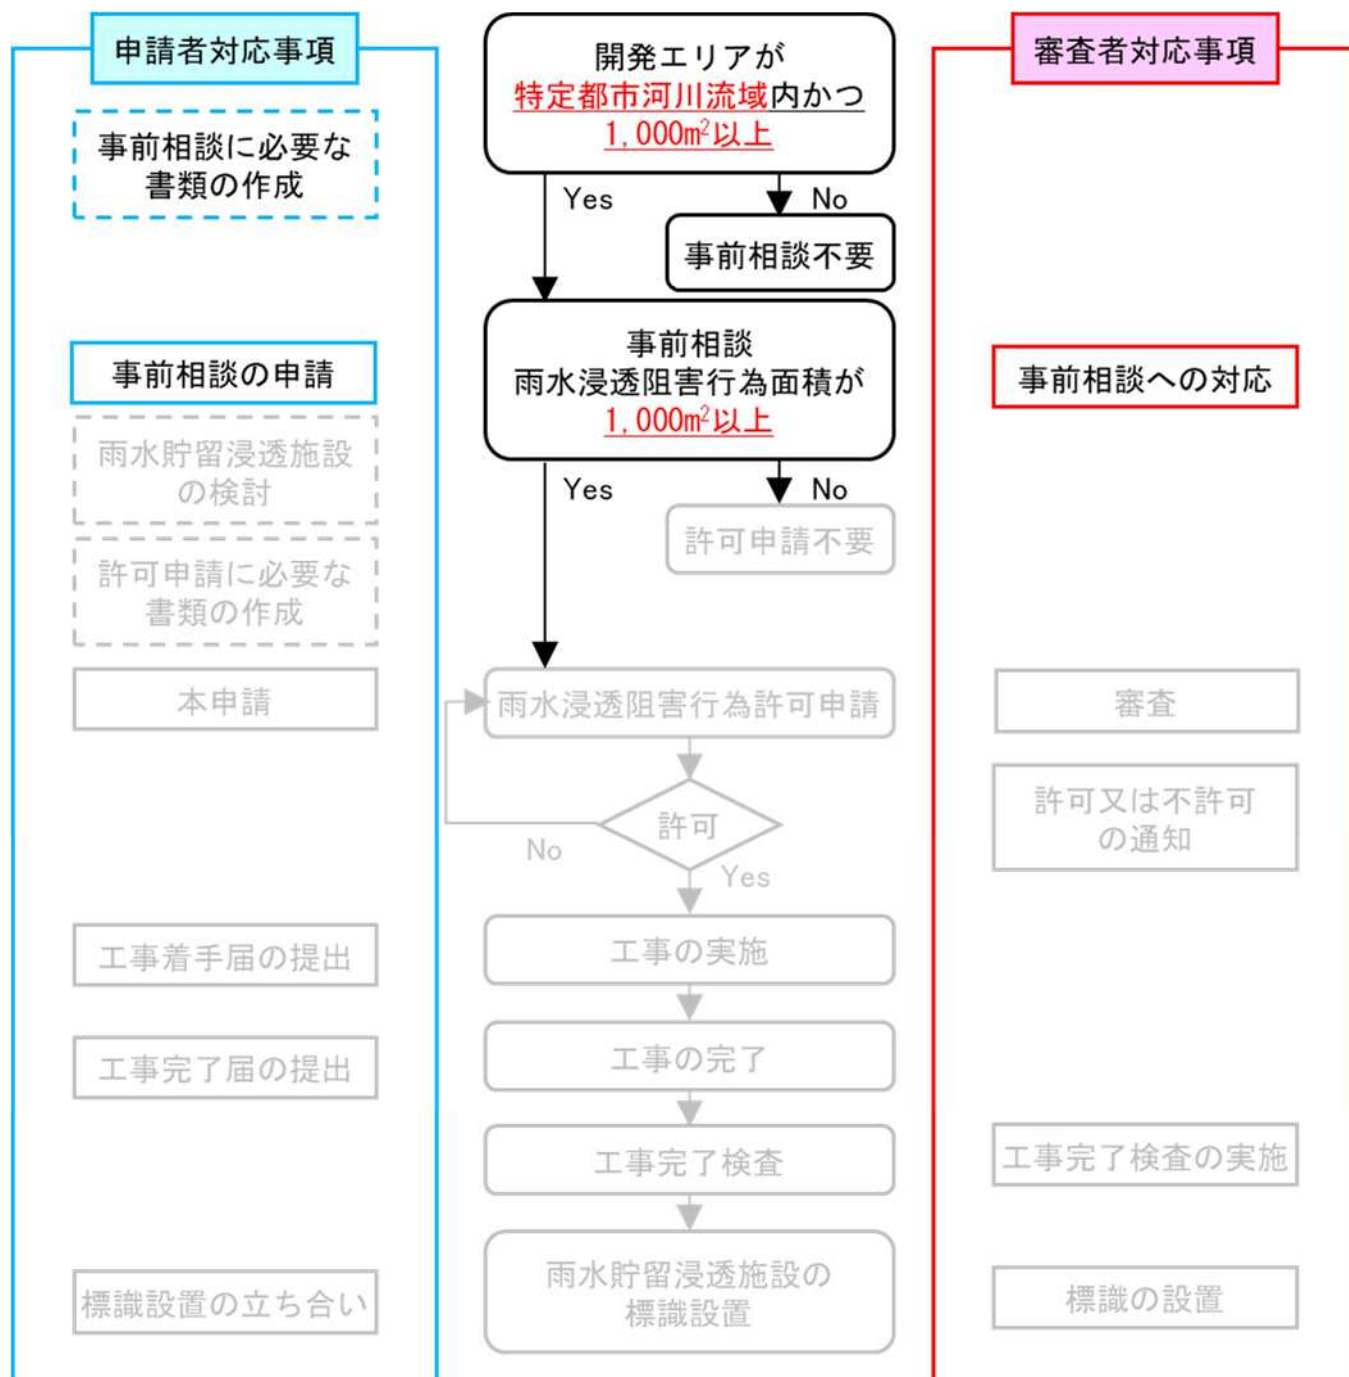 申請者対応事項
事前相談に必要な
書類の作成
事前相談の申請
雨水貯留浸透施設
の検討
許可申請に必要な
書類の作成
本申請
工事着手届の提出
工事完了届の提出
標識設置の立ち合い
開発エリアが
特定都市河川流域内かつ
1,000m²以上
Yes
No
事前相談不要
事前相談
雨水浸透阻害行為面積が
1,000m²以上
Yes
No
許可申請不要
雨水浸透阻害行為許可申請
許可
No
Yes
工事の実施
工事の完了
工事完了検査
雨水貯留浸透施設の
標識設置
審査者対応事項
事前相談への対応
審査
許可又は不許可
の通知
工事完了検査の実施
標識の設置